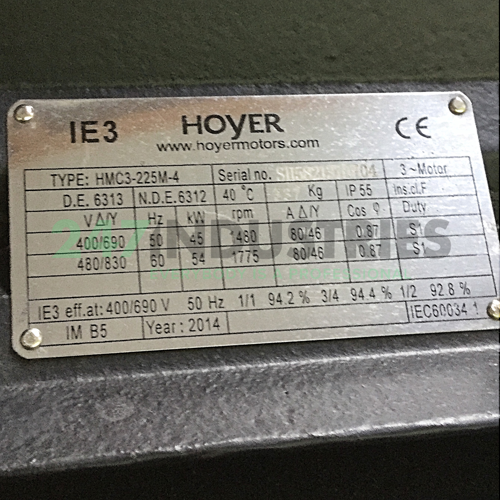 IE3 HOYER CE
www.hoyermotors.com
TYPE: HMC3-225M-4 Serial no. 3~Motor
D.E. 6313 N.D.E.6312 40 °C Kg IP 55 ins.cl.F
V Δ/Y Hz kW rpm A Δ/Y Cos φ Duty
400/690 50 45 1480 80/46 0.87 S1
480/830 60 54 1775 80/46 0.87 S1
247 INDUSTRIES
IE3 eff.at: 400/690 V 50 Hz 1/1 94.2 % 3/4 94.4 % 1/2 92.8 %
IM B5 Year: 2014 IEC60034.1